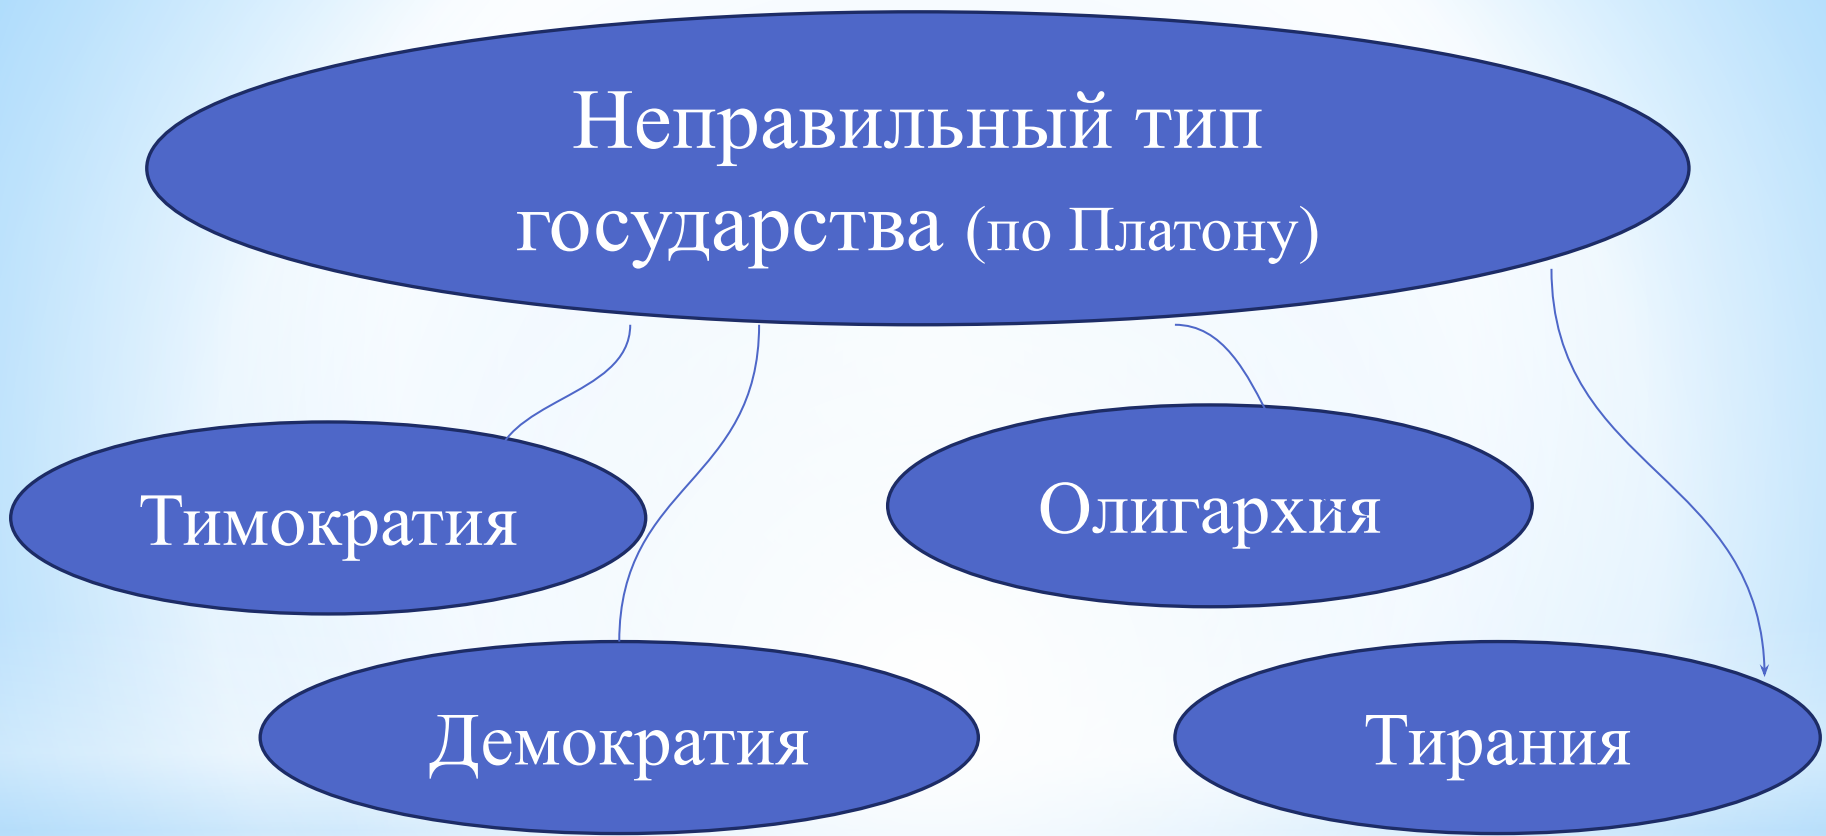 Неправильный тип
государства (по Платону)
Тимократия
Олигархия
Демократия
Тирания